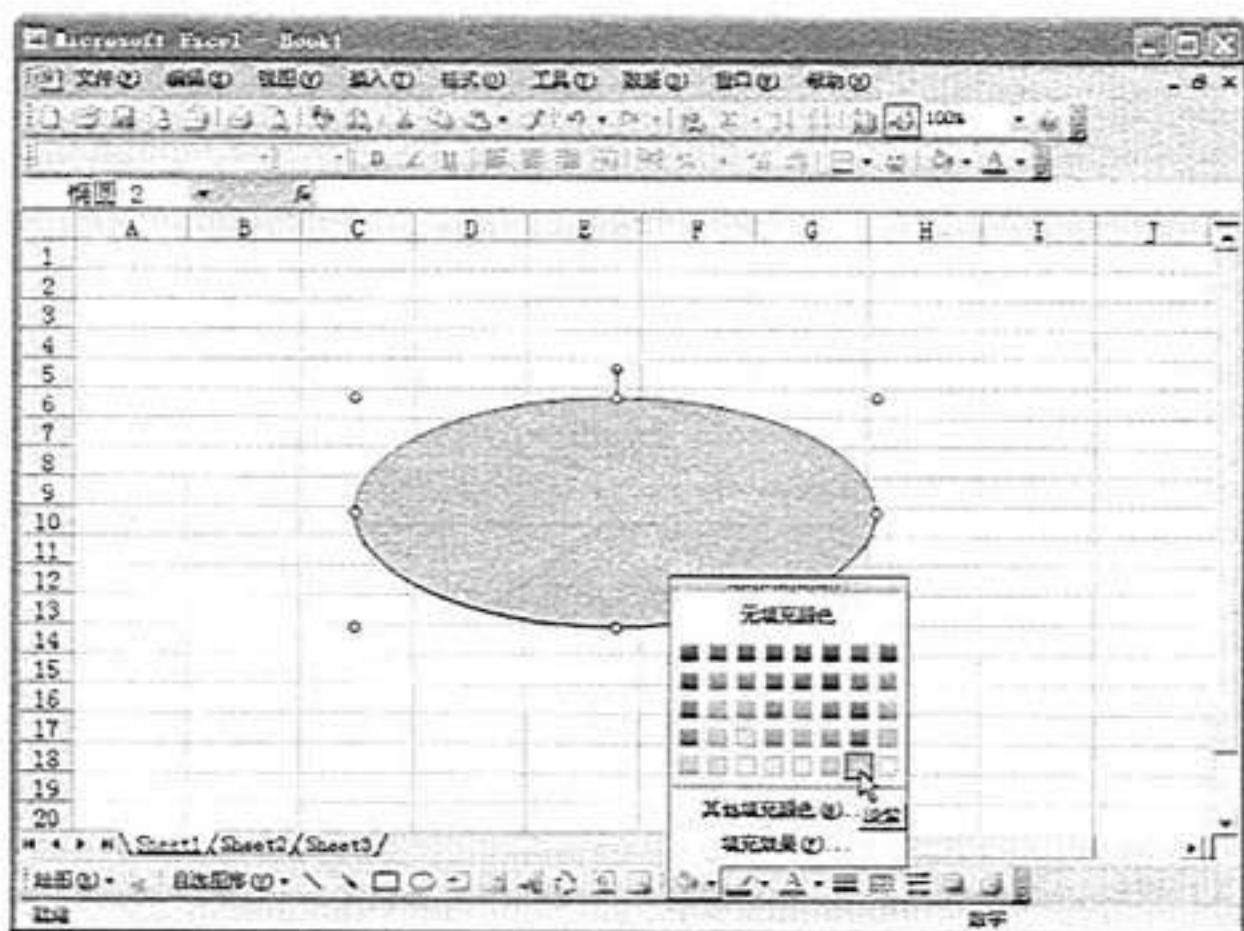 Microsoft Excel - Book1
文件(F) 编辑(E) 视图(V) 插入(I) 格式(O) 工具(T) 数据(D) 窗口(W) 帮助(H)
100%
椭圆 2 fx
A B C D E F G H I J
1
2
3
4
5
6
7
8
9
10
11
12
13
14
15
16
17
18
19
20
无填充颜色
其他填充颜色(M)...
填充效果(F)...
Sheet1/Sheet2/Sheet3/
绘图(R) 自选图形(U)
就绪 数字